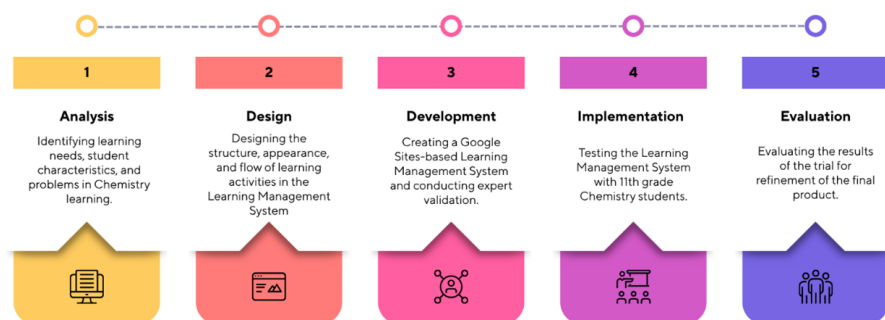 1
Analysis
Identifying learning
needs, student
characteristics, and
problems in Chemistry
learning.
2
Design
Designing the
structure, appearance,
and flow of learning
activities in the
Learning Management
System
3
Development
Creating a Google
Sites-based Learning
Management System
and conducting expert
validation.
4
Implementation
Testing the Learning
Management System
with 11th grade
Chemistry students.
5
Evaluation
Evaluating the results
of the trial for
refinement of the final
product.